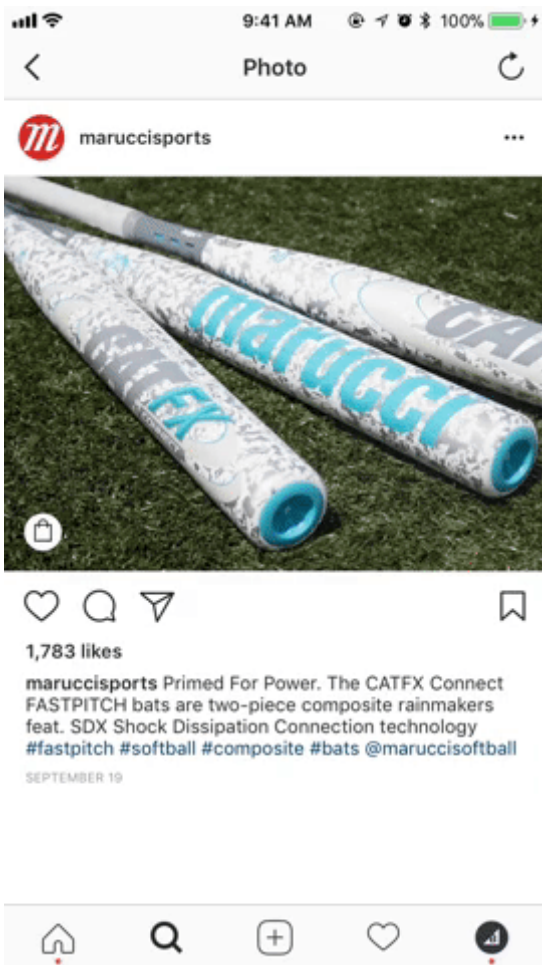 9:41 AM
100%
Photo
m
maruccisports
CAT
FX
marucci
CA
1,783 likes
maruccisports Primed For Power. The CATFX Connect
FASTPITCH bats are two-piece composite rainmakers
feat. SDX Shock Dissipation Connection technology
#fastpitch #softball #composite #bats @maruccisoftball
SEPTEMBER 19